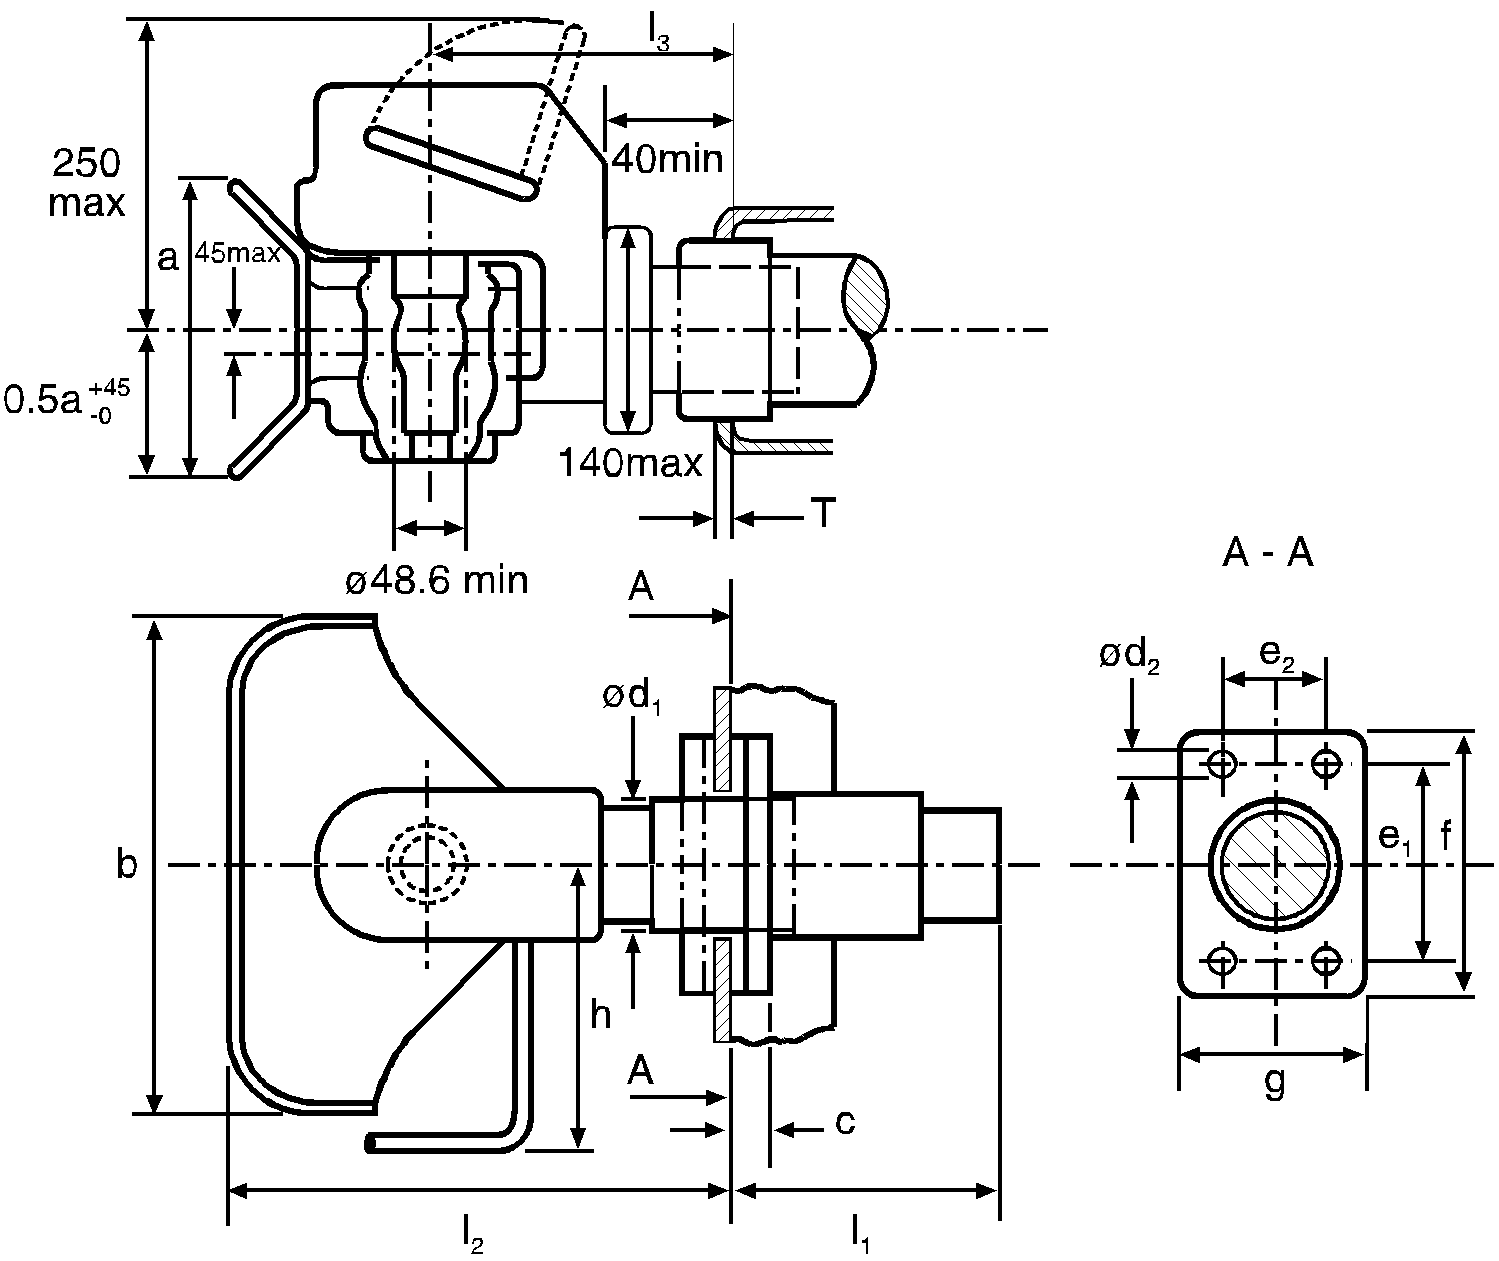 l3
250
max
40min
a
45max
0.5a +45 -0
140max
T
ø48.6 min
A - A
A
ød2
e2
ød1
b
e1
f
h
A
g
c
l2
l1